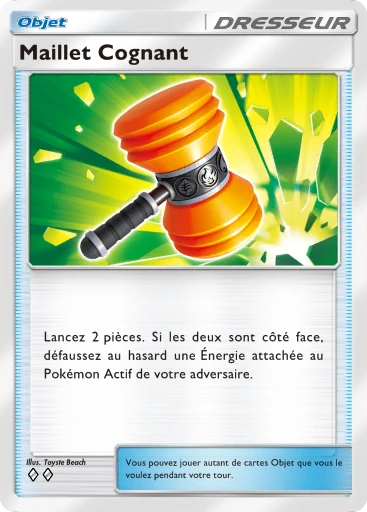 Objet
DRESSEUR
Maillet Cognant
Lancez 2 pièces. Si les deux sont côté face,
défaussez au hasard une Énergie attachée au
Pokémon Actif de votre adversaire.
Illus. Toyste Beach
Vous pouvez jouer autant de cartes Objet que vous le
voulez pendant votre tour.